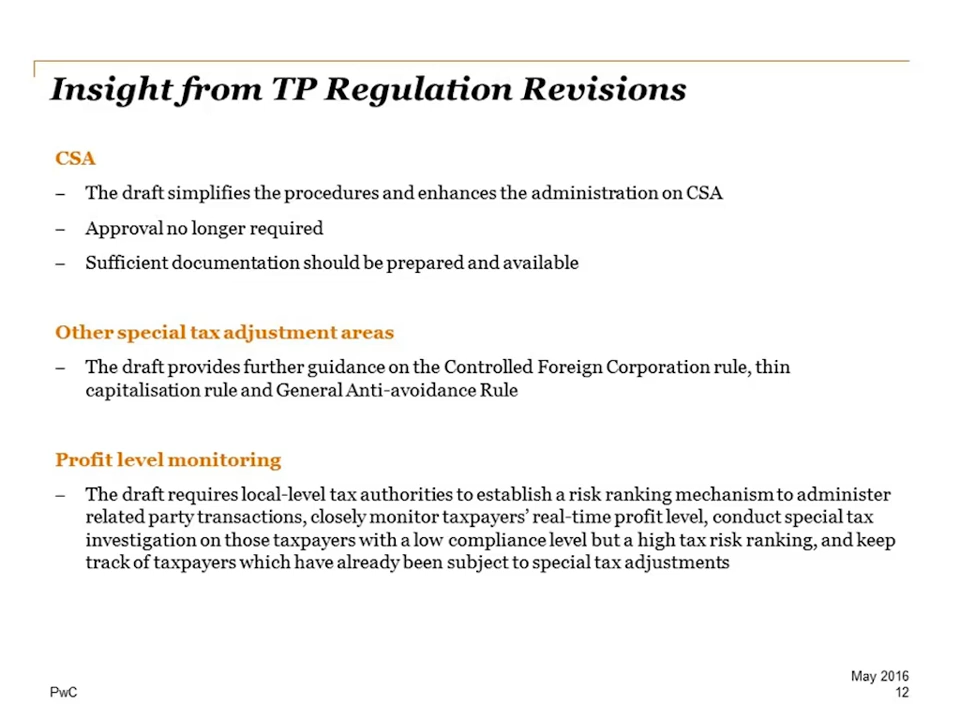 Insight from TP Regulation Revisions
CSA
– The draft simplifies the procedures and enhances the administration on CSA
– Approval no longer required
– Sufficient documentation should be prepared and available
Other special tax adjustment areas
– The draft provides further guidance on the Controlled Foreign Corporation rule, thin
capitalisation rule and General Anti-avoidance Rule
Profit level monitoring
– The draft requires local-level tax authorities to establish a risk ranking mechanism to administer
related party transactions, closely monitor taxpayers’ real-time profit level, conduct special tax
investigation on those taxpayers with a low compliance level but a high tax risk ranking, and keep
track of taxpayers which have already been subject to special tax adjustments
May 2016
PwC 12